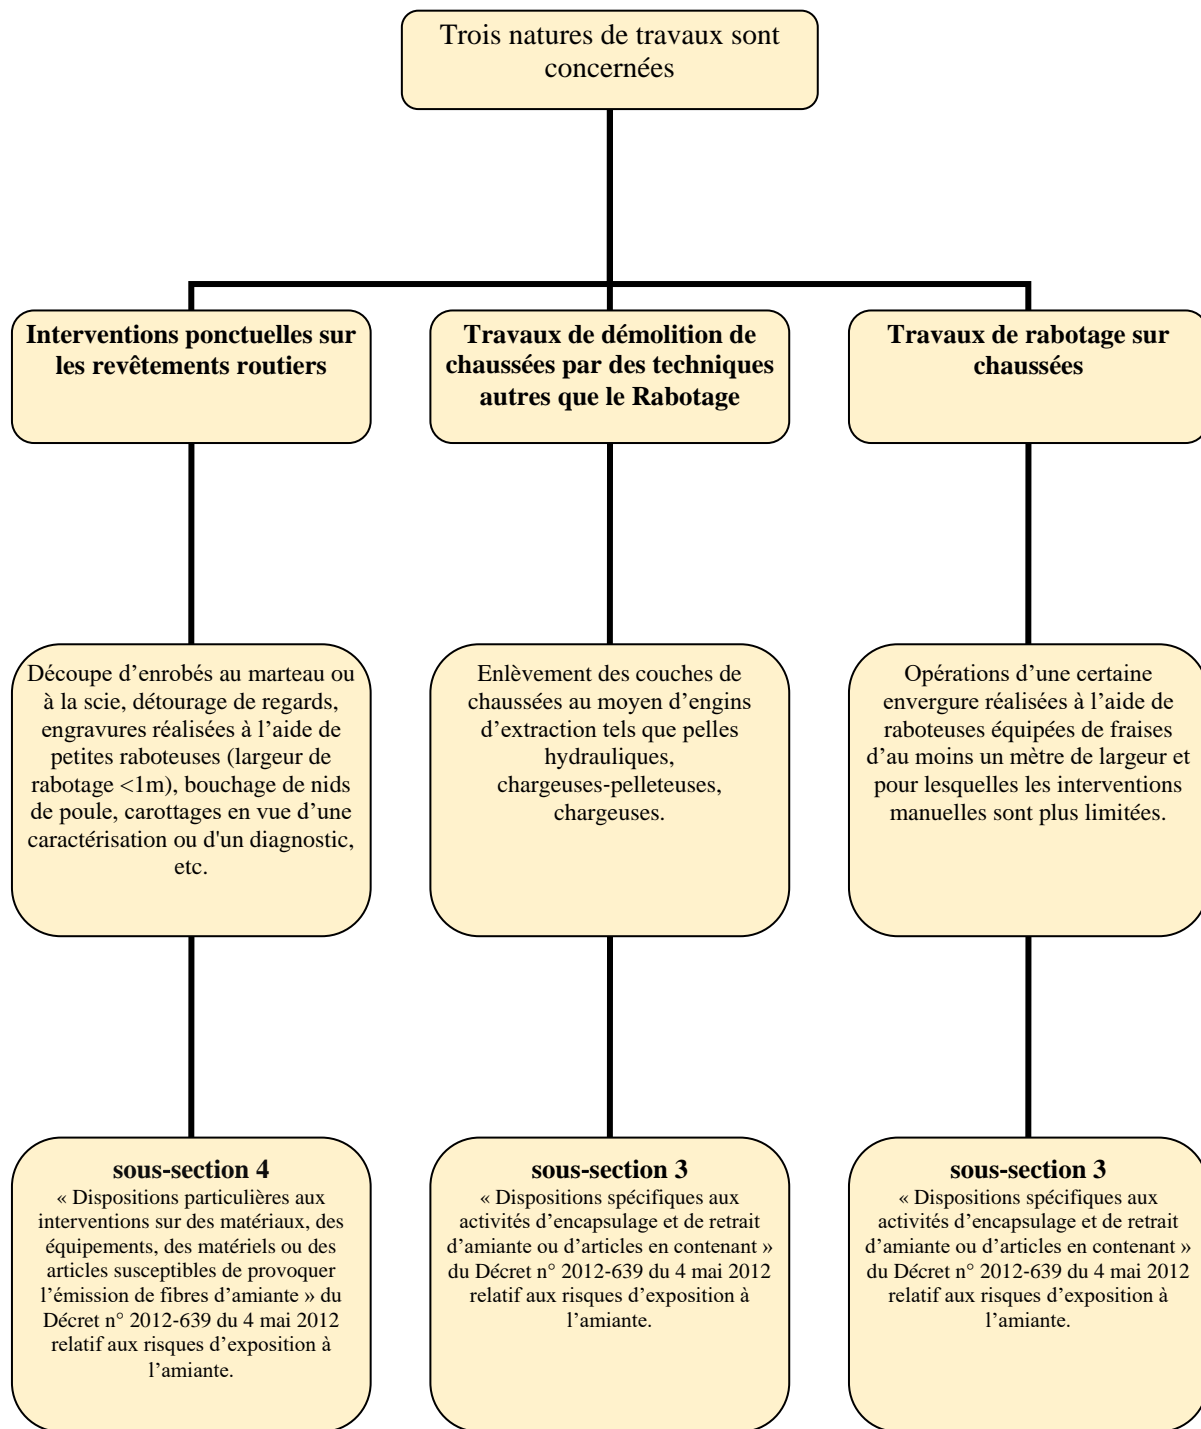 Trois natures de travaux sont
concernées
Interventions ponctuelles sur
les revêtements routiers
Travaux de démolition de
chaussées par des techniques
autres que le Rabotage
Travaux de rabotage sur
chaussées
Découpe d’enrobés au marteau ou
à la scie, détourage de regards,
engravures réalisées à l’aide de
petites raboteuses (largeur de
rabotage <1m), bouchage de nids
de poule, carottages en vue d’une
caractérisation ou d'un diagnostic,
etc.
Enlèvement des couches de
chaussées au moyen d’engins
d’extraction tels que pelles
hydrauliques,
chargeuses-pelleteuses,
chargeuses.
Opérations d’une certaine
envergure réalisées à l’aide de
raboteuses équipées de fraises
d’au moins un mètre de largeur et
pour lesquelles les interventions
manuelles sont plus limitées.
sous-section 4
« Dispositions particulières aux
interventions sur des matériaux, des
équipements, des matériels ou des
articles susceptibles de provoquer
l’émission de fibres d’amiante » du
Décret n° 2012-639 du 4 mai 2012
relatif aux risques d’exposition à
l’amiante.
sous-section 3
« Dispositions spécifiques aux
activités d’encapsulage et de retrait
d’amiante ou d’articles en contenant »
du Décret n° 2012-639 du 4 mai 2012
relatif aux risques d’exposition à
l’amiante.
sous-section 3
« Dispositions spécifiques aux
activités d’encapsulage et de retrait
d’amiante ou d’articles en contenant »
du Décret n° 2012-639 du 4 mai 2012
relatif aux risques d’exposition à
l’amiante.